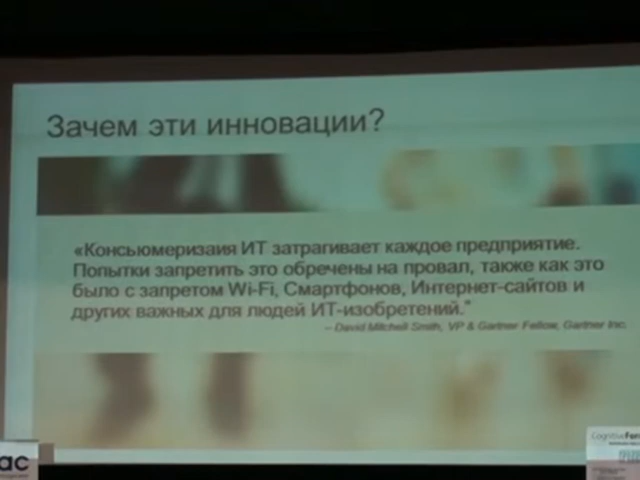 Зачем эти инновации?
«Консьюмеризаия ИТ затрагивает каждое предприятие.
Попытки запретить это обречены на провал, также как это
было с запретом Wi-Fi, Смартфонов, Интернет-сайтов и
других важных для людей ИТ-изобретений.”
– David Mitchell Smith, VP & Gartner Fellow, Gartner Inc.
ac
CognitiveFor